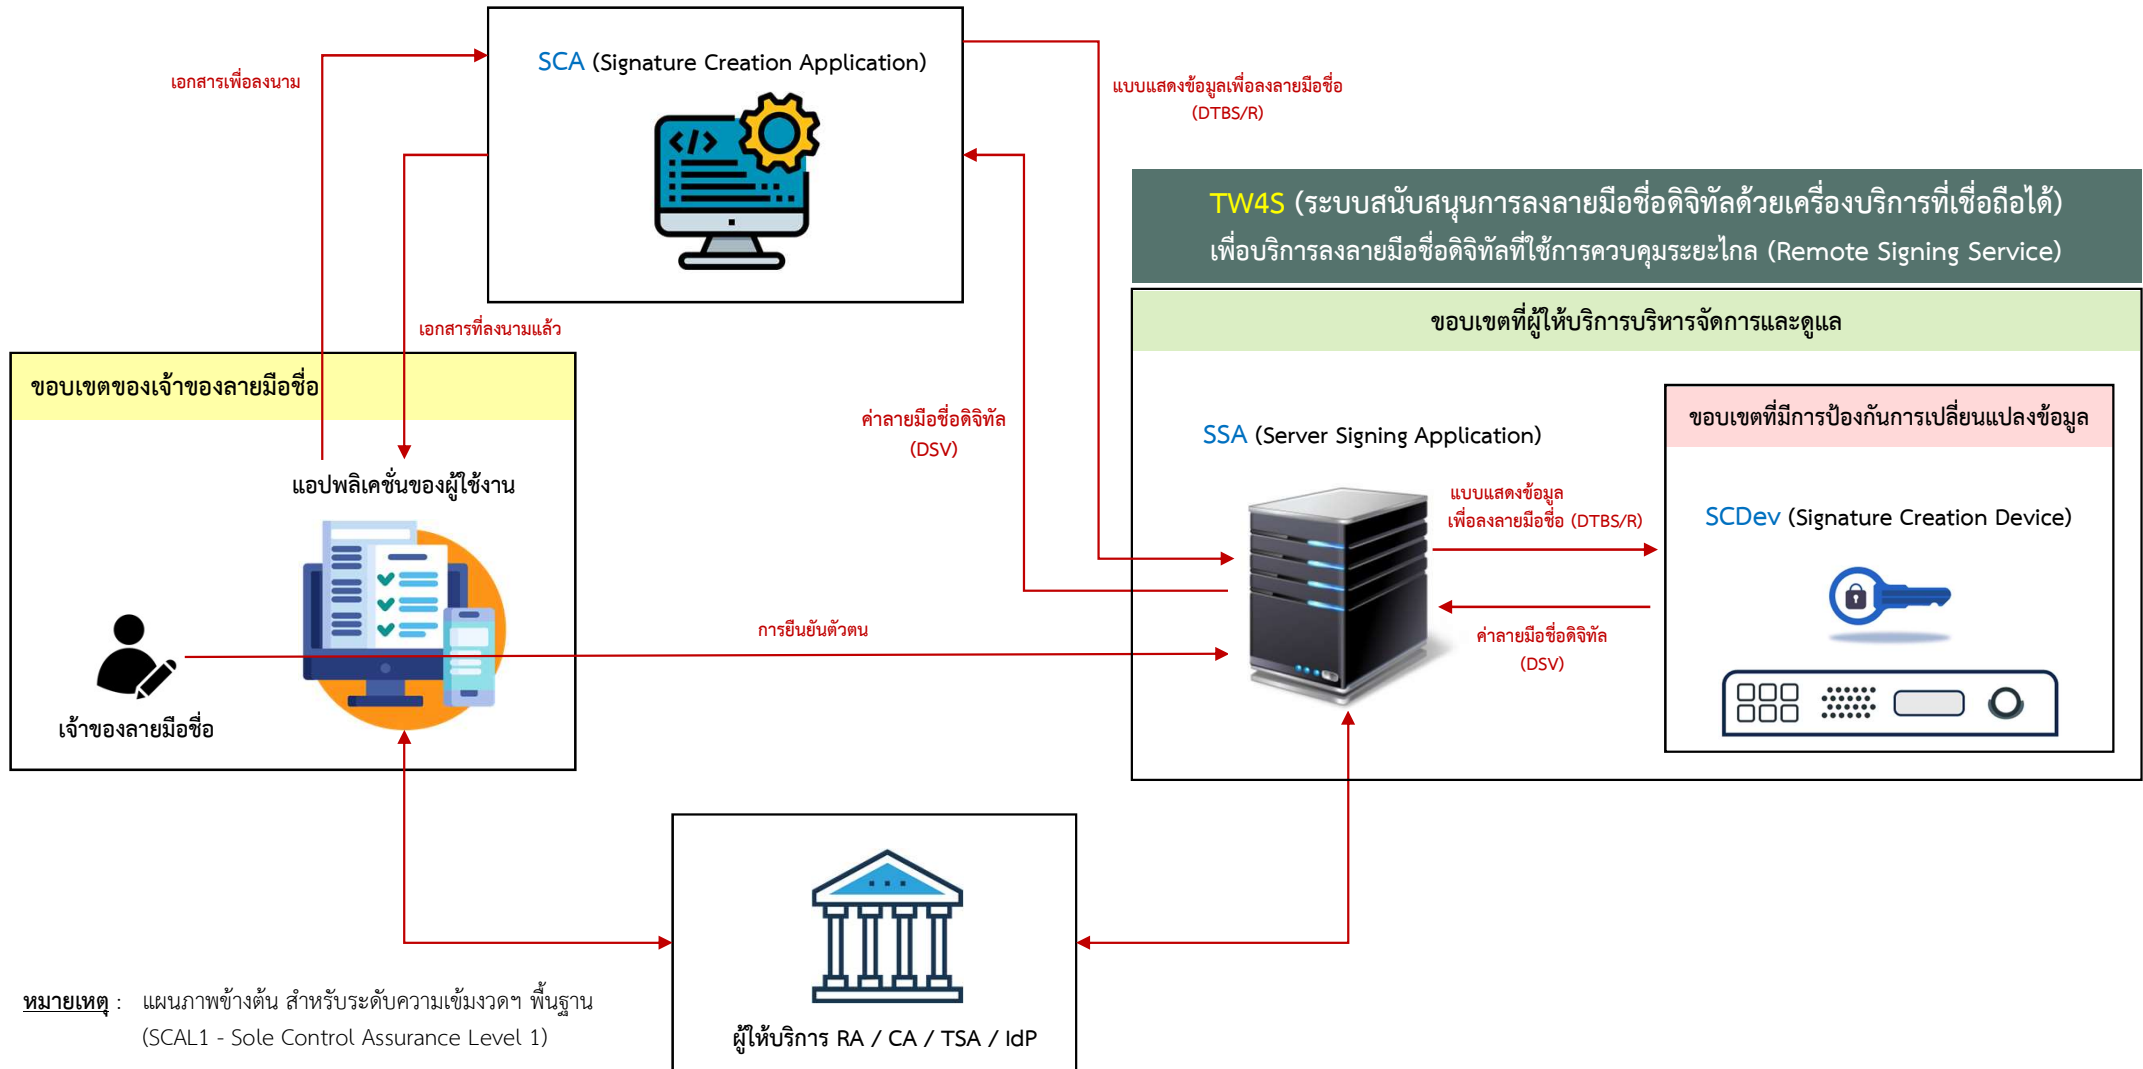 SCA (Signature Creation Application)
เอกสารเพื่อลงนาม
แบบแสดงข้อมูลเพื่อลงลายมือชื่อ
(DTBS/R)
TW4S (ระบบสนับสนุนการลงลายมือชื่อดิจิทัลด้วยเครื่องบริการที่เชื่อถือได้)
เพื่อบริการลงลายมือชื่อดิจิทัลที่ใช้การควบคุมระยะไกล (Remote Signing Service)
ขอบเขตที่ผู้ให้บริการบริหารจัดการและดูแล
เอกสารที่ลงนามแล้ว
ขอบเขตของเจ้าของลายมือชื่อ
ค่าลายมือชื่อดิจิทัล
(DSV)
ขอบเขตที่มีการป้องกันการเปลี่ยนแปลงข้อมูล
SSA (Server Signing Application)
แอปพลิเคชั่นของผู้ใช้งาน
แบบแสดงข้อมูล
เพื่อลงลายมือชื่อ (DTBS/R)
SCDev (Signature Creation Device)
การยืนยันตัวตน
ค่าลายมือชื่อดิจิทัล
(DSV)
เจ้าของลายมือชื่อ
หมายเหตุ : แผนภาพข้างต้น สำหรับระดับความเข้มงวดฯ พื้นฐาน
(SCAL1 - Sole Control Assurance Level 1)
ผู้ให้บริการ RA / CA / TSA / IdP